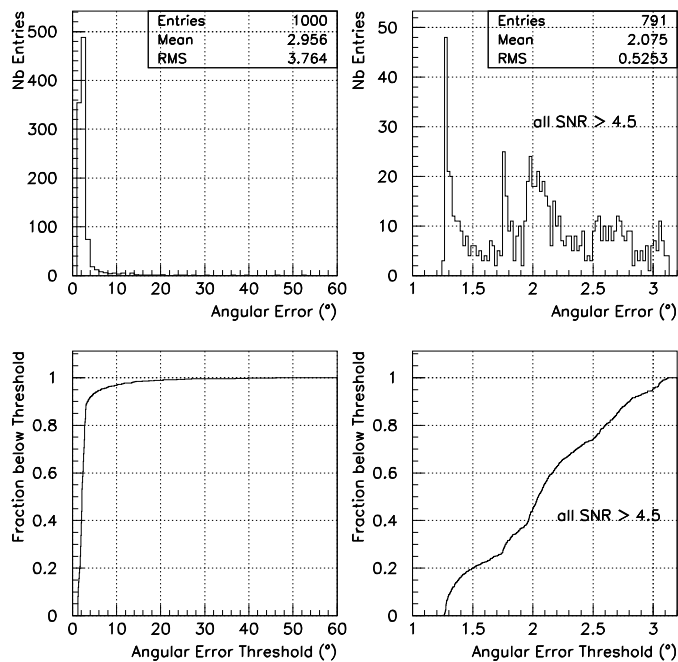 Nb Entries
Entries 1000
Mean 2.956
RMS 3.764
500
400
300
200
100
0
0 10 20 30 40 50 60
Angular Error (°)
Nb Entries
Entries 791
Mean 2.075
RMS 0.5253
50
40
30
20
10
0
all SNR > 4.5
1 1.5 2 2.5 3
Angular Error (°)
Fraction below Threshold
1
0.8
0.6
0.4
0.2
0
0 10 20 30 40 50 60
Angular Error Threshold (°)
Fraction below Threshold
1
0.8
0.6
0.4
0.2
0
all SNR > 4.5
1 1.5 2 2.5 3
Angular Error Threshold (°)